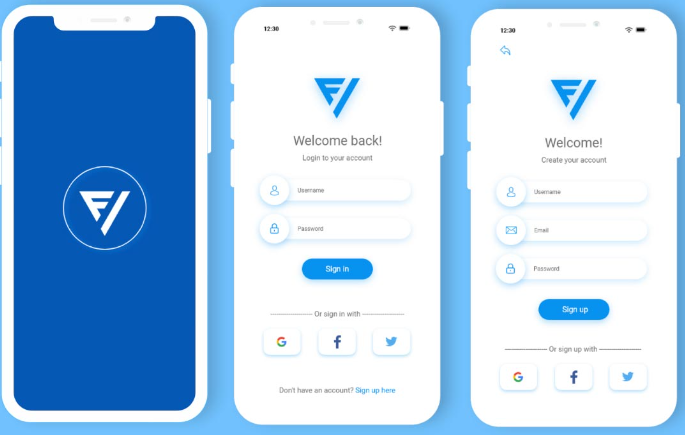 12:30
Welcome back!
Login to your account
Username
Password
Sign in
Or sign in with
G
f
Don't have an account? Sign up here
12:30
Welcome!
Create your account
Username
Email
Password
Sign up
Or sign up with
G
f